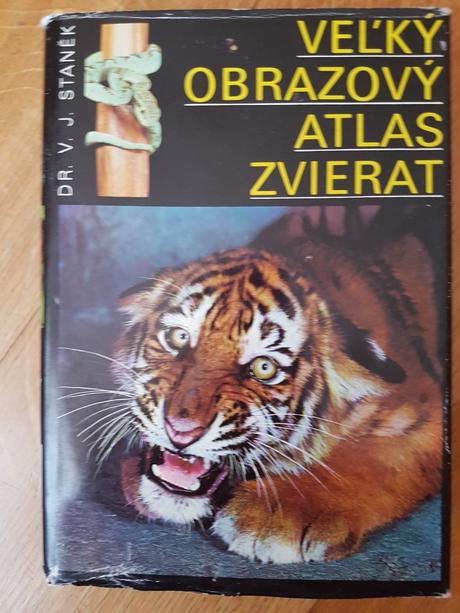 VEĽKÝ
OBRAZOVÝ
ATLAS
ZVIERAT
DR. V. J. STANĚK